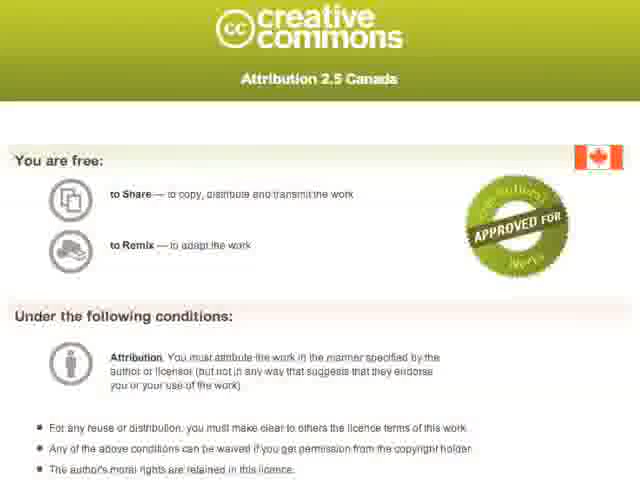 cc creative
commons
Attribution 2.5 Canada
You are free:
to Share — to copy, distribute and transmit the work
to Remix — to adapt the work
APPROVED FOR
Cultural
Works
Under the following conditions:
Attribution. You must attribute the work in the manner specified by the
author or licensor (but not in any way that suggests that they endorse
you or your use of the work).
For any reuse or distribution, you must make clear to others the licence terms of this work.
Any of the above conditions can be waived if you get permission from the copyright holder.
The author's moral rights are retained in this licence.